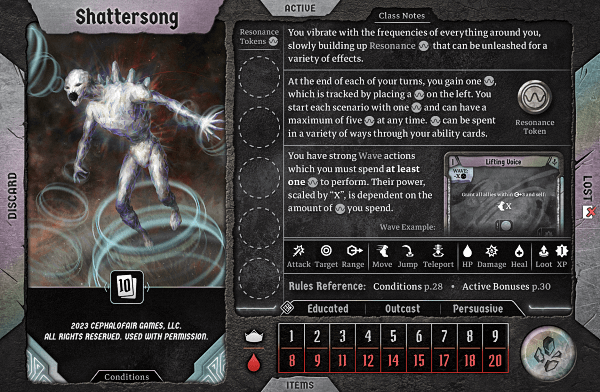 Shattersong
ACTIVE
Class Notes
Resonance
Tokens
You vibrate with the frequencies of everything around you,
slowly building up Resonance that can be unleashed for a
variety of effects.
At the end of each of your turns, you gain one ,
which is tracked by placing a on the left. You
start each scenario with one and can have a
maximum of five at any time. can be spent
in a variety of ways through your ability cards.
Resonance
Token
You have strong Wave actions
which you must spend at least
one to perform. Their power,
scaled by "X", is dependent on the
amount of you spend.
Wave Example:
Lifting Voice
WAVE:
-X
Grant all allies within 3 and self:
X
Attack Target Range Move Jump Teleport HP Damage Heal Loot XP
Rules Reference: Conditions p.28 • Active Bonuses p.30
Educated Outcast Persuasive
1 2 3 4 5 6 7 8 9
8 9 11 12 14 15 17 18 20
DISCARD
LOST
10
2023 CEPHALOFAIR GAMES, LLC.
ALL RIGHTS RESERVED. USED WITH PERMISSION.
Conditions
ITEMS